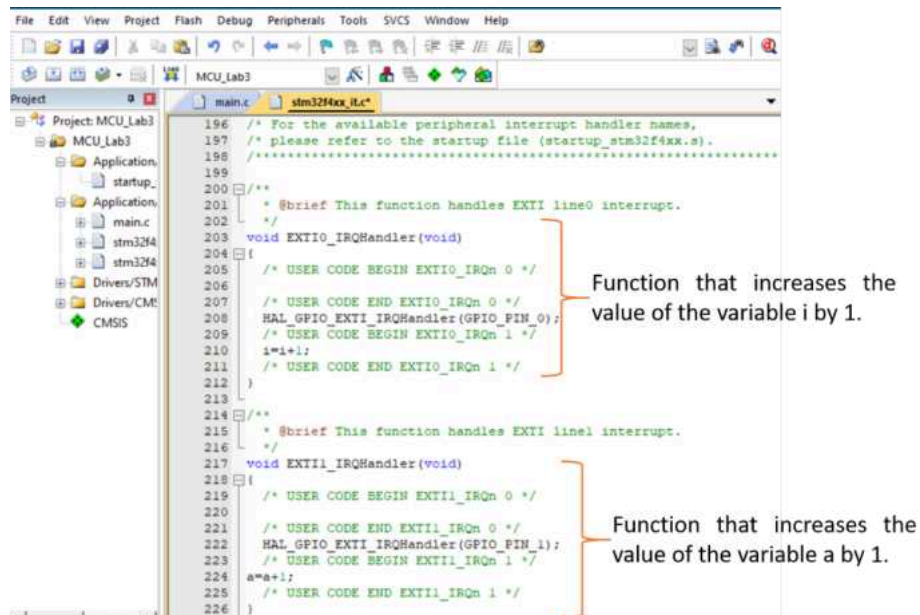 File Edit View Project Flash Debug Peripherals Tools SVCS Window Help
MCU_Lab3
Project
main.c stm32f4xx_it.c*
Project: MCU_Lab3
MCU_Lab3
Application,
startup_
Application,
main.c
stm32f4
stm32f4
Drivers/STM
Drivers/CMS
CMSIS
196 /* For the available peripheral interrupt handler names,
197 /* please refer to the startup file (startup_stm32f4xx.s).
198 /******************************************************************************
199
200 /**
201 * @brief This function handles EXTI line0 interrupt.
202 */
203 void EXTI0_IRQHandler(void)
204 {
205 /* USER CODE BEGIN EXTI0_IRQn 0 */
206
207 /* USER CODE END EXTI0_IRQn 0 */
208 HAL_GPIO_EXTI_IRQHandler(GPIO_PIN_0);
209 /* USER CODE BEGIN EXTI0_IRQn 1 */
210 i=i+1;
211 /* USER CODE END EXTI0_IRQn 1 */
212 }
213
214 /**
215 * @brief This function handles EXTI line1 interrupt.
216 */
217 void EXTI1_IRQHandler(void)
218 {
219 /* USER CODE BEGIN EXTI1_IRQn 0 */
220
221 /* USER CODE END EXTI1_IRQn 0 */
222 HAL_GPIO_EXTI_IRQHandler(GPIO_PIN_1);
223 /* USER CODE BEGIN EXTI1_IRQn 1 */
224 a=a+1;
225 /* USER CODE END EXTI1_IRQn 1 */
226 }
Function that increases the
value of the variable i by 1.
Function that increases the
value of the variable a by 1.